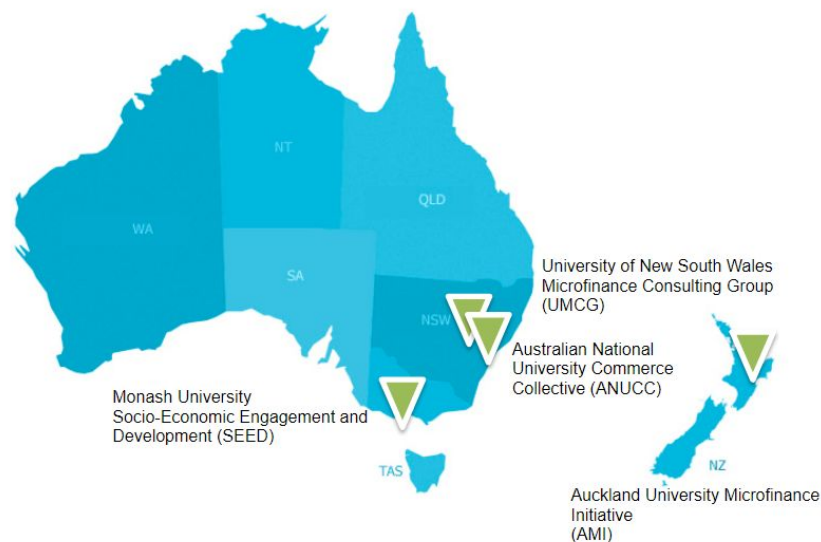 NT
QLD
WA
SA
NSW
University of New South Wales
Microfinance Consulting Group
(UMCG)
Australian National
University Commerce
Collective (ANUCC)
Monash University
Socio-Economic Engagement and
Development (SEED)
TAS
NZ
Auckland University Microfinance
Initiative
(AMI)